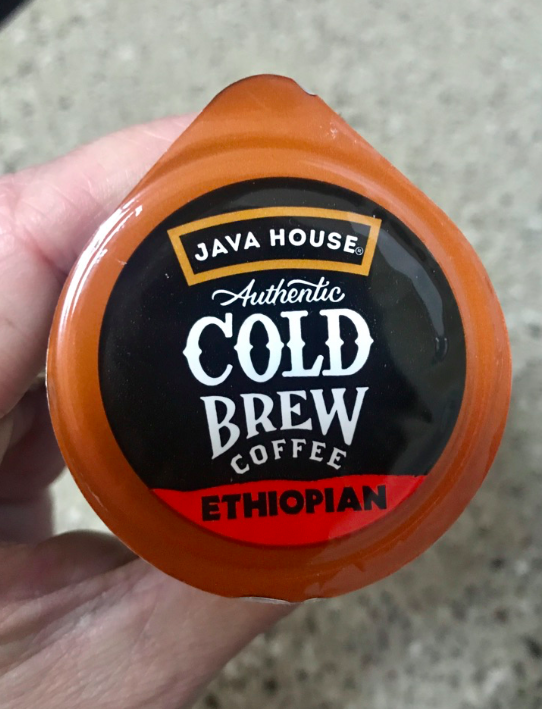 JAVA HOUSE®
Authentic
COLD
BREW
COFFEE
ETHIOPIAN